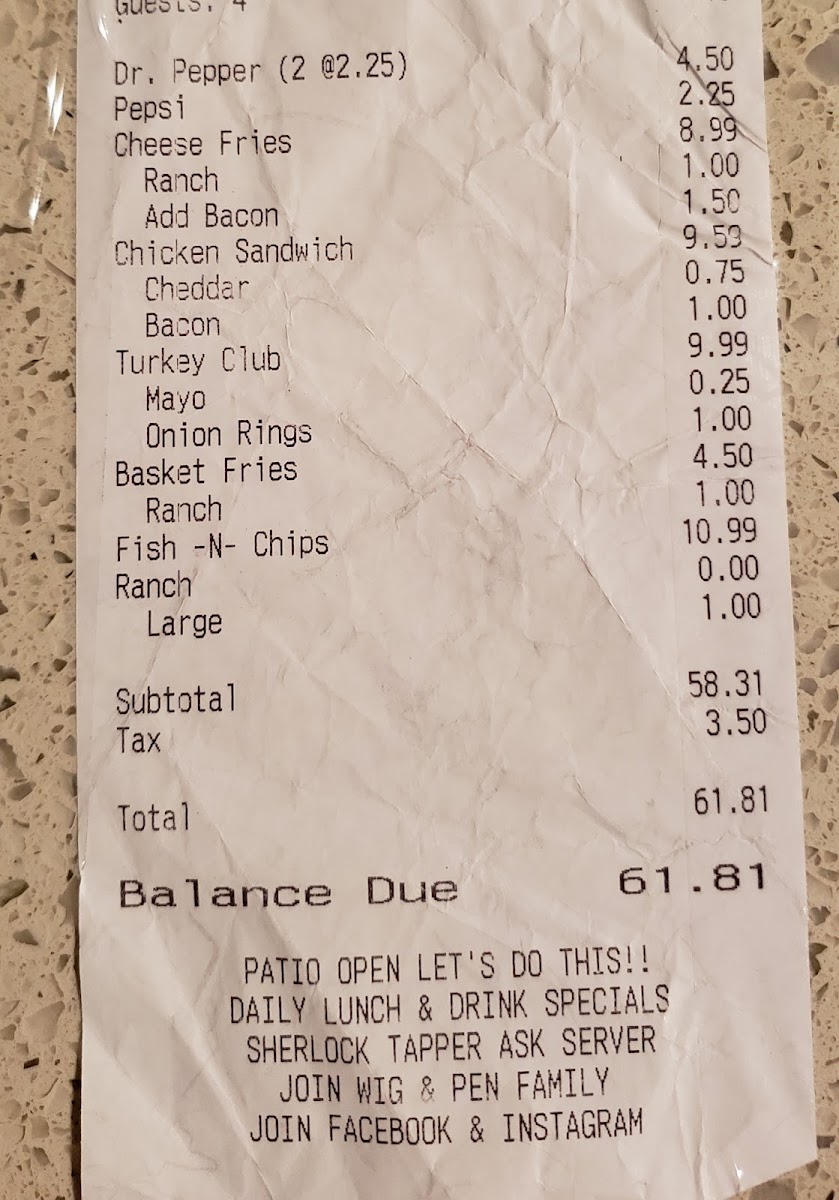 Guests: 4
Dr. Pepper (2 @2.25) 4.50
Pepsi 2.25
Cheese Fries 8.99
Ranch 1.00
Add Bacon 1.50
Chicken Sandwich 9.59
Cheddar 0.75
Bacon 1.00
Turkey Club 9.99
Mayo 0.25
Onion Rings 1.00
Basket Fries 4.50
Ranch 1.00
Fish -N- Chips 10.99
Ranch 0.00
Large 1.00
Subtotal 58.31
Tax 3.50
Total 61.81
Balance Due 61.81
PATIO OPEN LET'S DO THIS!!
DAILY LUNCH & DRINK SPECIALS
SHERLOCK TAPPER ASK SERVER
JOIN WIG & PEN FAMILY
JOIN FACEBOOK & INSTAGRAM